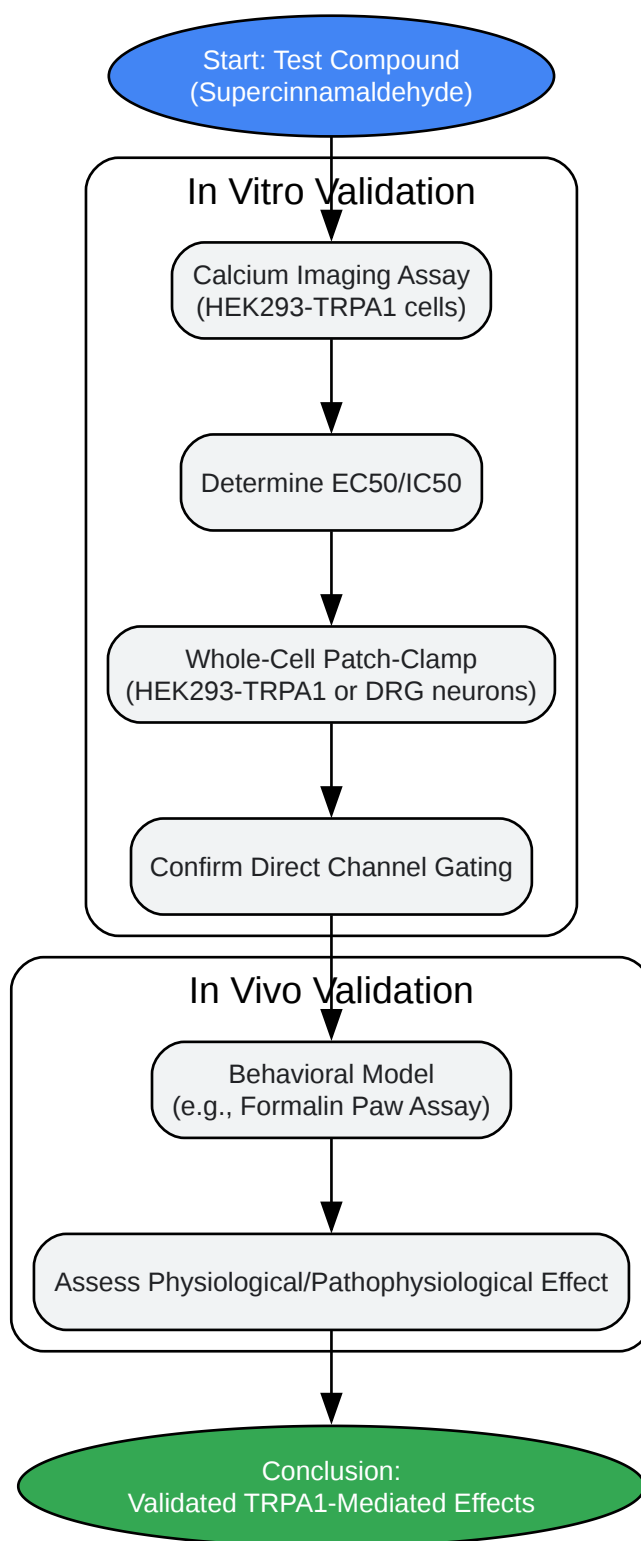 Start: Test Compound
(Supercinnamaldehyde)
In Vitro Validation
Calcium Imaging Assay
(HEK293-TRPA1 cells)
Determine EC50/IC50
Whole-Cell Patch-Clamp
(HEK293-TRPA1 or DRG neurons)
Confirm Direct Channel Gating
In Vivo Validation
Behavioral Model
(e.g., Formalin Paw Assay)
Assess Physiological/Pathophysiological Effect
Conclusion:
Validated TRPA1-Mediated Effects